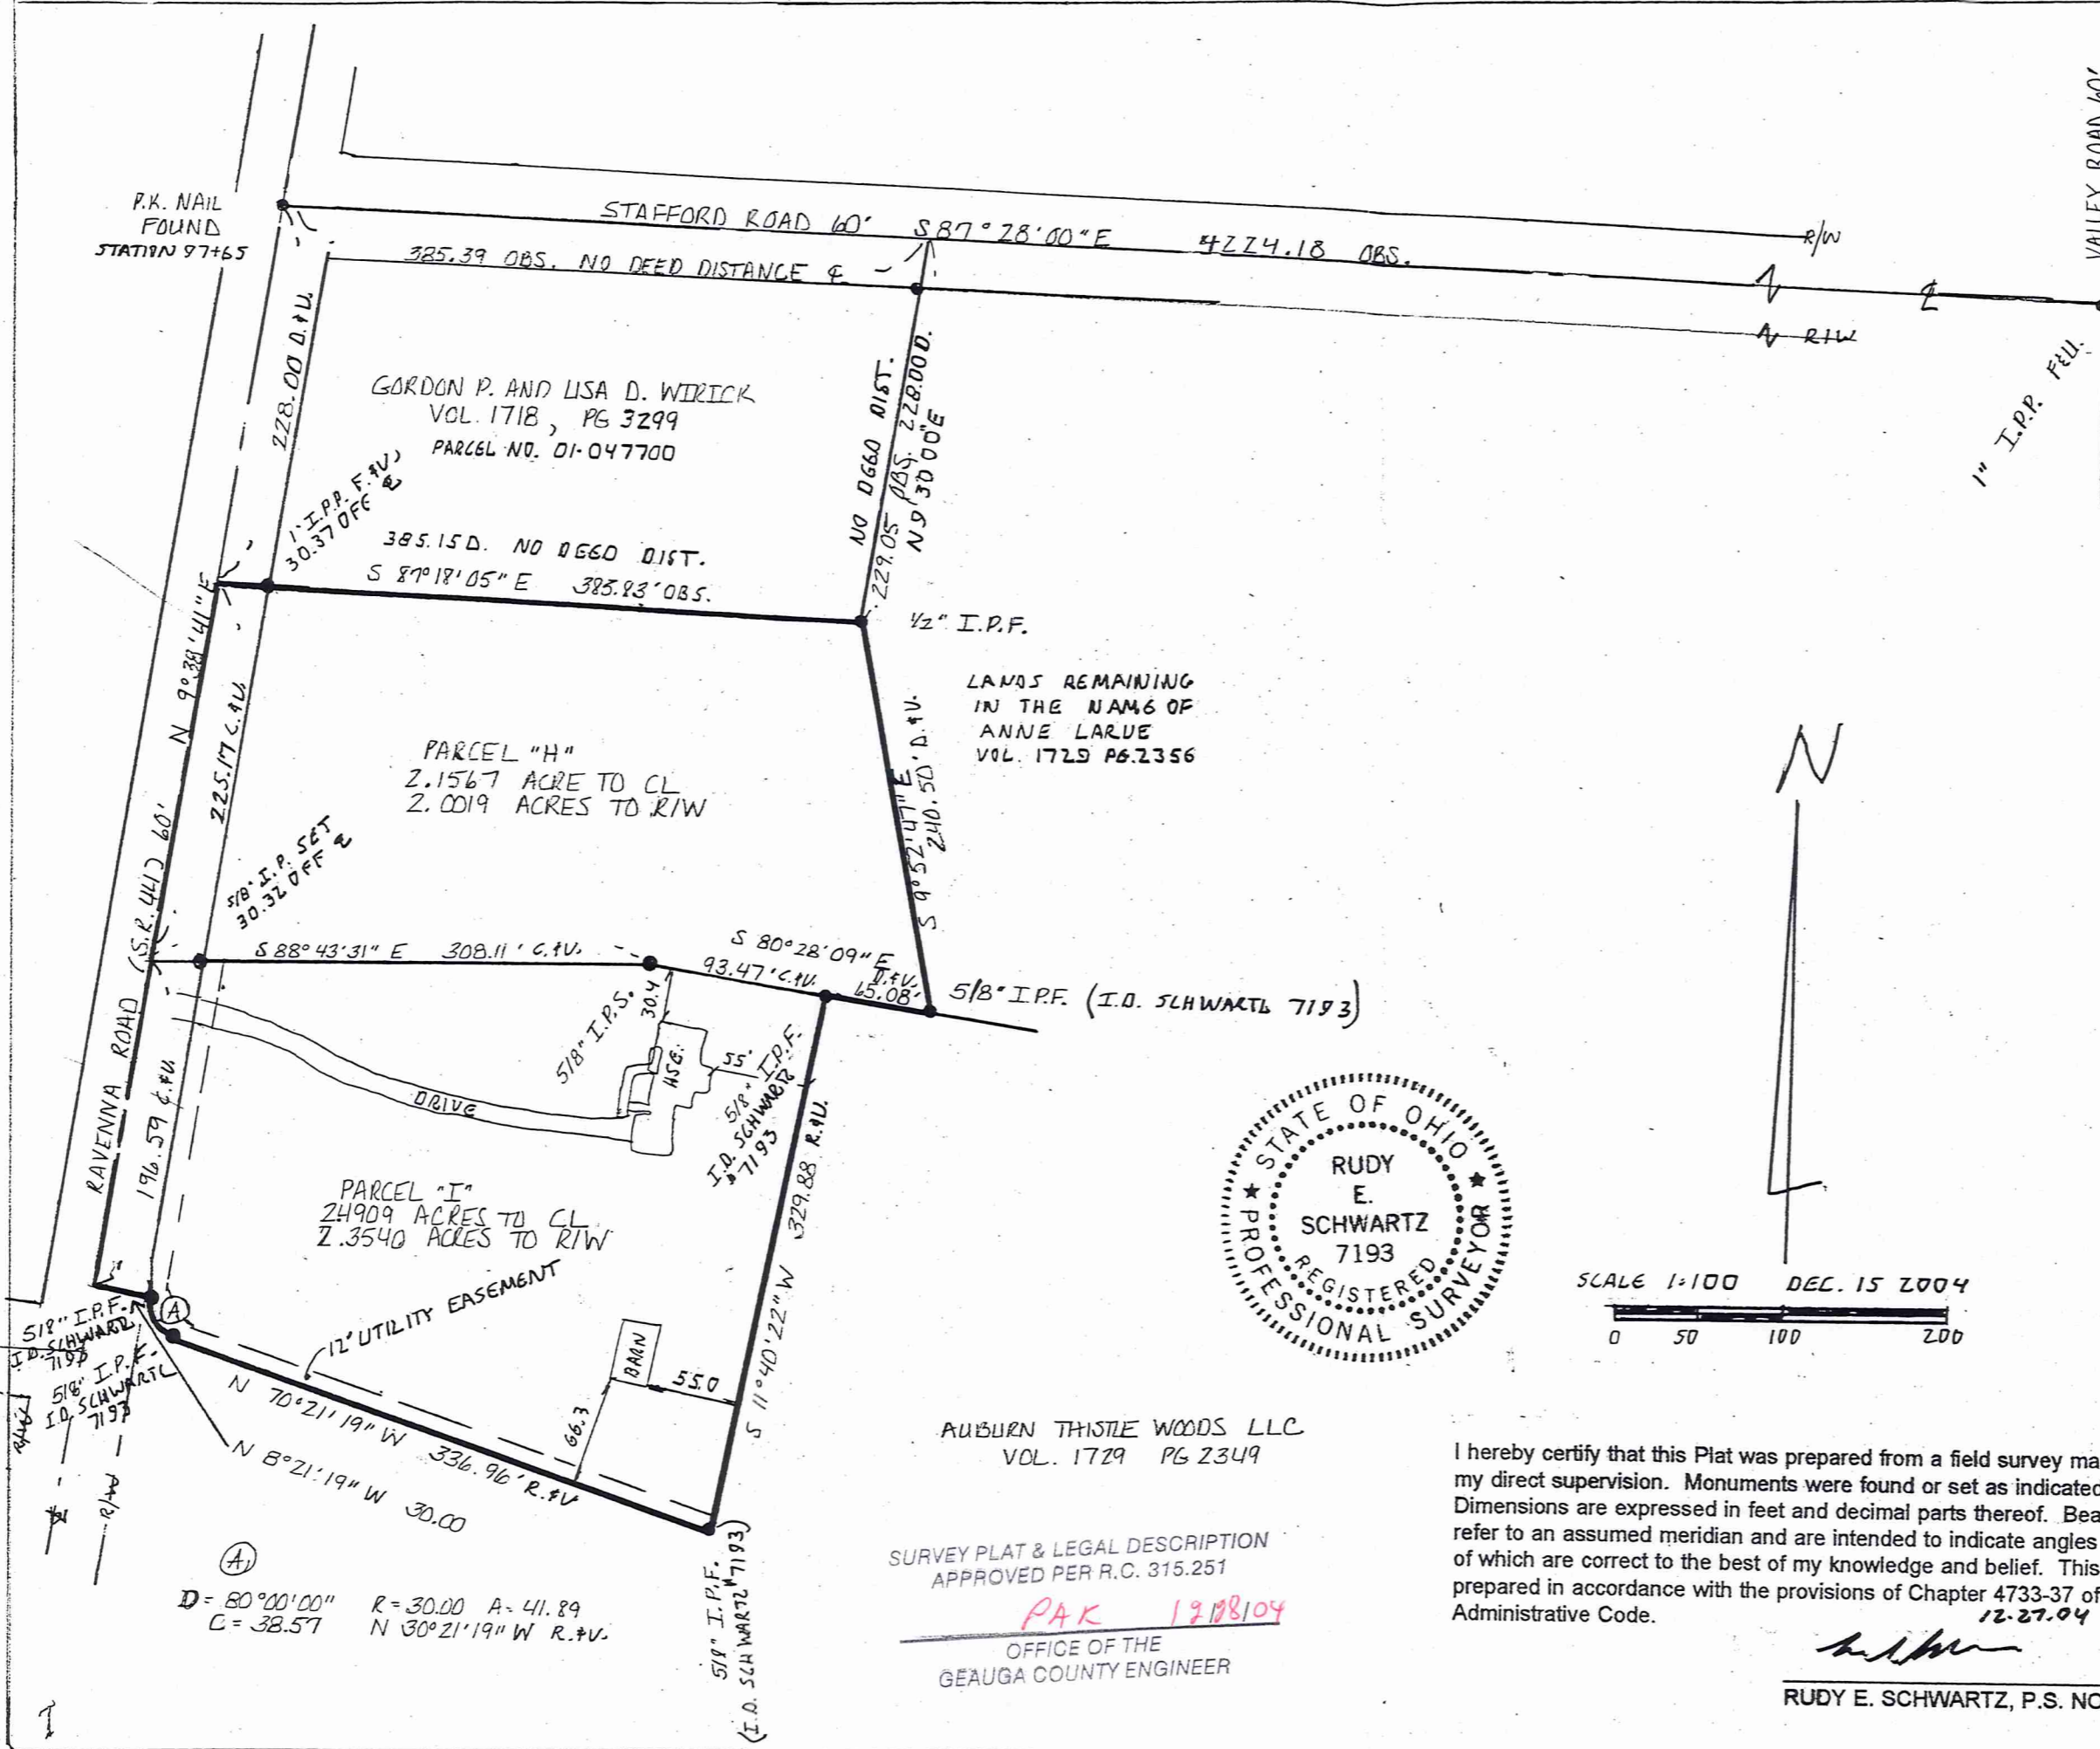 P.K. NAIL
FOUND
STATION 97+65
STAFFORD ROAD 60' S 87°28'00" E 4224.18 OBS.
R/W
VALLEY ROAD 60'
385.39 OBS. NO DEED DISTANCE ℄
℄
R/W
1" I.P.P.
228.00 D.&U.
GORDON P. AND LISA D. WIRICK
VOL. 1718, PG 3299
PARCEL NO. 01-047700
NO DEED DIST.
229.05 OBS. 228.00 D.
N 9°30'00" E
1" I.P.P. F.&U.
30.37 OFF ℄
385.15 D. NO DEED DIST.
S 87°18'05" E 385.83' OBS.
1/2" I.P.F.
N 9°38'41" E
225.17 C.&U.
LANDS REMAINING
IN THE NAME OF
ANNE LARUE
VOL. 1729 PG. 2356
PARCEL "H"
2.1567 ACRE TO CL
2.0019 ACRES TO R/W
S 9°52'47" E
240.50' D.&U.
N
5/8" I.P. SET
30.32 OFF ℄
RAVENNA ROAD (S.R. 44) 60'
S 88°43'31" E 308.11' C.&U.
S 80°28'09" E
93.47' C.&U.
D.&U.
65.08'
5/8" I.P.F. (I.D. SCHWARTZ 7193)
5/8" I.P.S.
30.4
HSE.
55'
5/8" I.P.F.
I.D. SCHWARTZ
7193
DRIVE
196.59 C.&U.
329.88 R.&U.
S 11°40'22" W
PARCEL "I"
2.4909 ACRES TO CL
2.3540 ACRES TO R/W
12' UTILITY EASEMENT
BARN
55.0
66.3
STATE OF OHIO
RUDY
E.
SCHWARTZ
7193
REGISTERED
PROFESSIONAL SURVEYOR
SCALE 1:100 DEC. 15 2004
0 50 100 200
A
5/8" I.P.F.
I.D. SCHWARTZ
7193
5/8" I.P.F.
I.D. SCHWARTZ
7193
R/W
R/W
℄
N 70°21'19" W 336.96' R.&U
N 8°21'19" W 30.00
5/8" I.P.F.
(I.D. SCHWARTZ 7193)
AUBURN THISTLE WOODS LLC
VOL. 1729 PG 2349
SURVEY PLAT & LEGAL DESCRIPTION
APPROVED PER R.C. 315.251
PAK 12/28/04
OFFICE OF THE
GEAUGA COUNTY ENGINEER
A
D = 80°00'00" R = 30.00 A = 41.89
C = 38.57 N 30°21'19" W R.&U.
I hereby certify that this Plat was prepared from a field survey ma
my direct supervision. Monuments were found or set as indicated
Dimensions are expressed in feet and decimal parts thereof. Bea
refer to an assumed meridian and are intended to indicate angles
of which are correct to the best of my knowledge and belief. This
prepared in accordance with the provisions of Chapter 4733-37 of
Administrative Code. 12.27.04
RUDY E. SCHWARTZ, P.S. NO